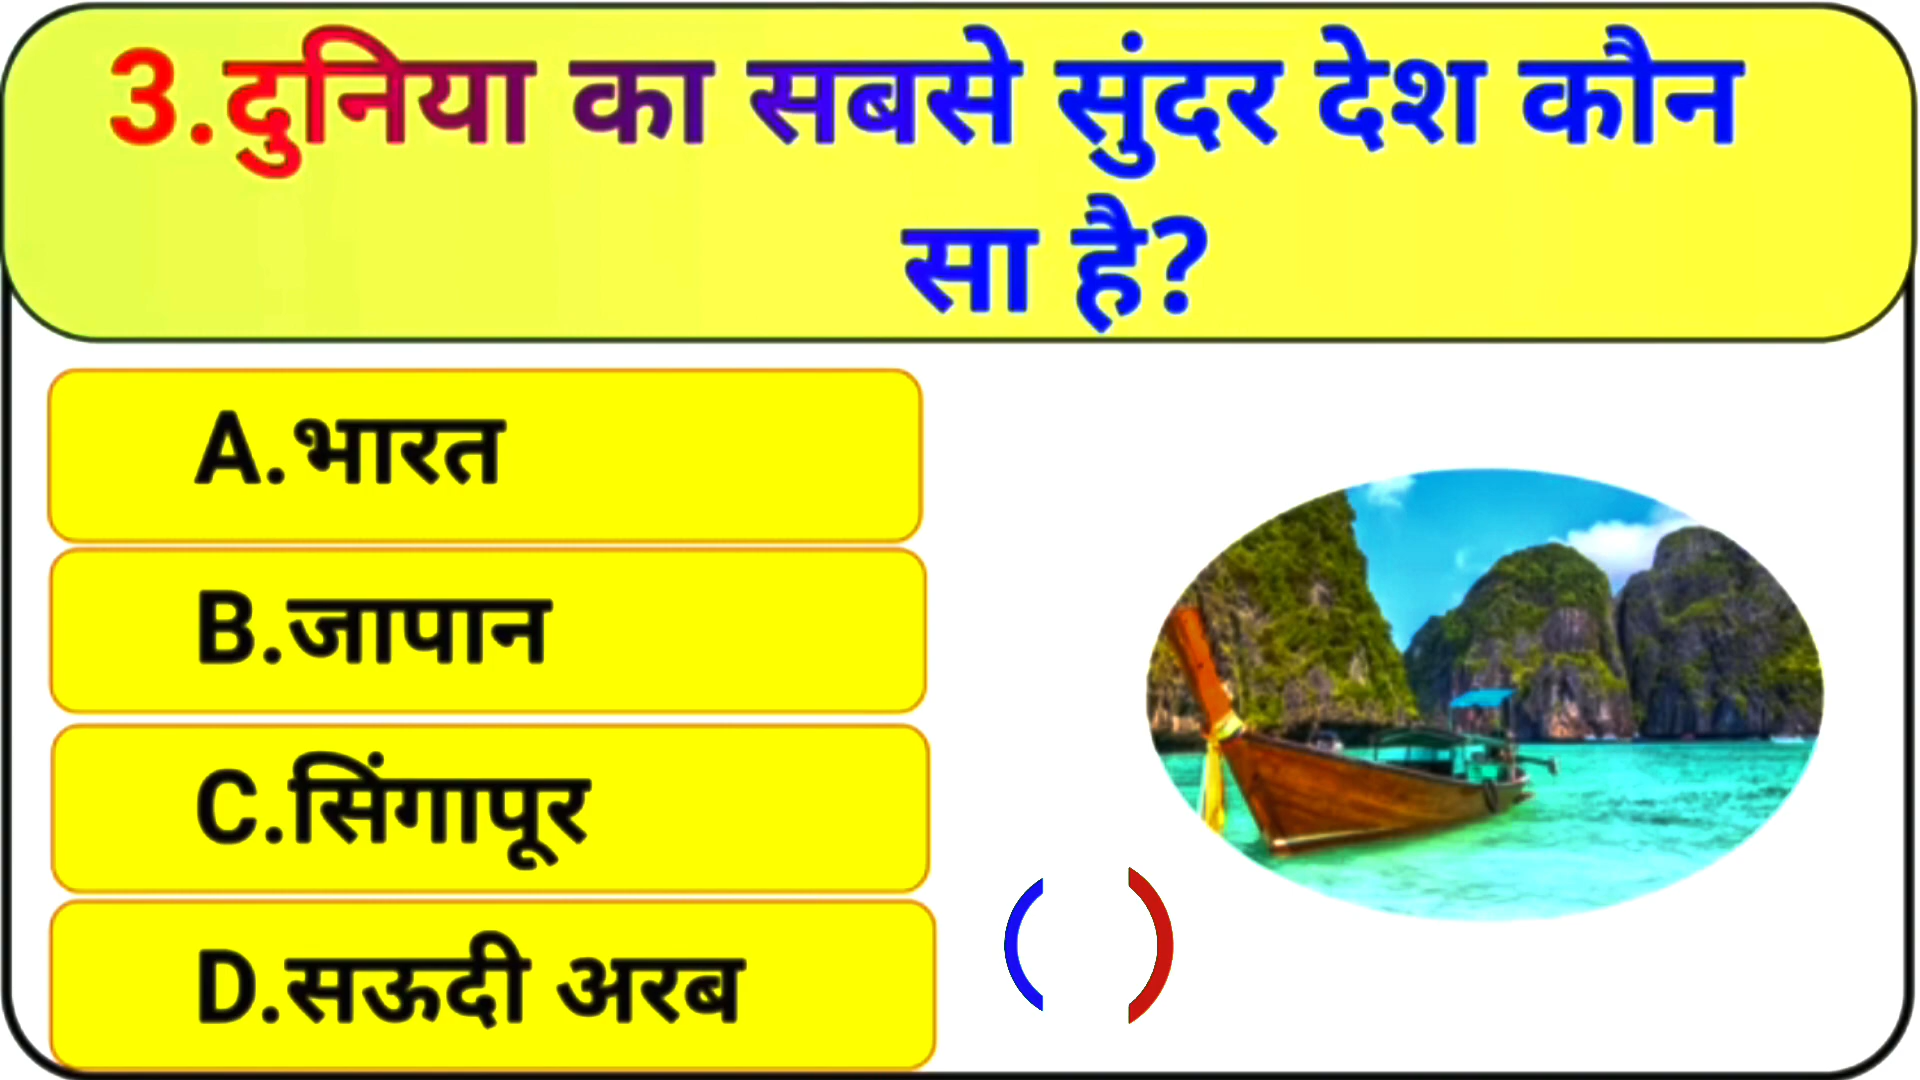 3.दुनिया का सबसे सुंदर देश कौन
सा है?
A.भारत
B.जापान
C.सिंगापूर
D.सऊदी अरब